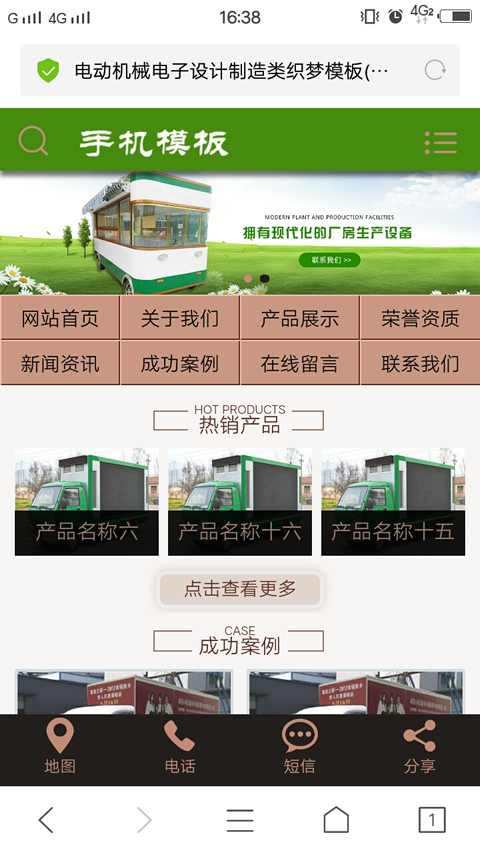 G 4G 16:38 4G2
电动机械电子设计制造类织梦模板(…
手机模板
MODERN PLANT AND PRODUCTION FACILITIES
拥有现代化的厂房生产设备
联系我们 >>
网站首页 关于我们 产品展示 荣誉资质
新闻资讯 成功案例 在线留言 联系我们
HOT PRODUCTS
热销产品
产品名称六 产品名称十六 产品名称十五
点击查看更多
CASE
成功案例
地图 电话 短信 分享
1